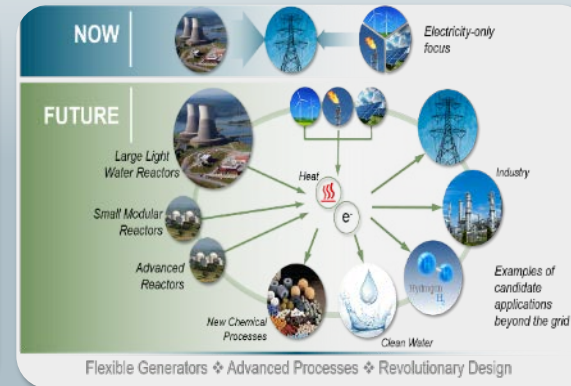 NOW
Electricity-only
focus
FUTURE
Large Light
Water Reactors
Heat
Industry
Small Modular
Reactors
e-
Advanced
Reactors
Hydrogen
H₂
New Chemical
Processes
Clean Water
Examples of
candidate
applications
beyond the grid
Flexible Generators ❖ Advanced Processes ❖ Revolutionary Design